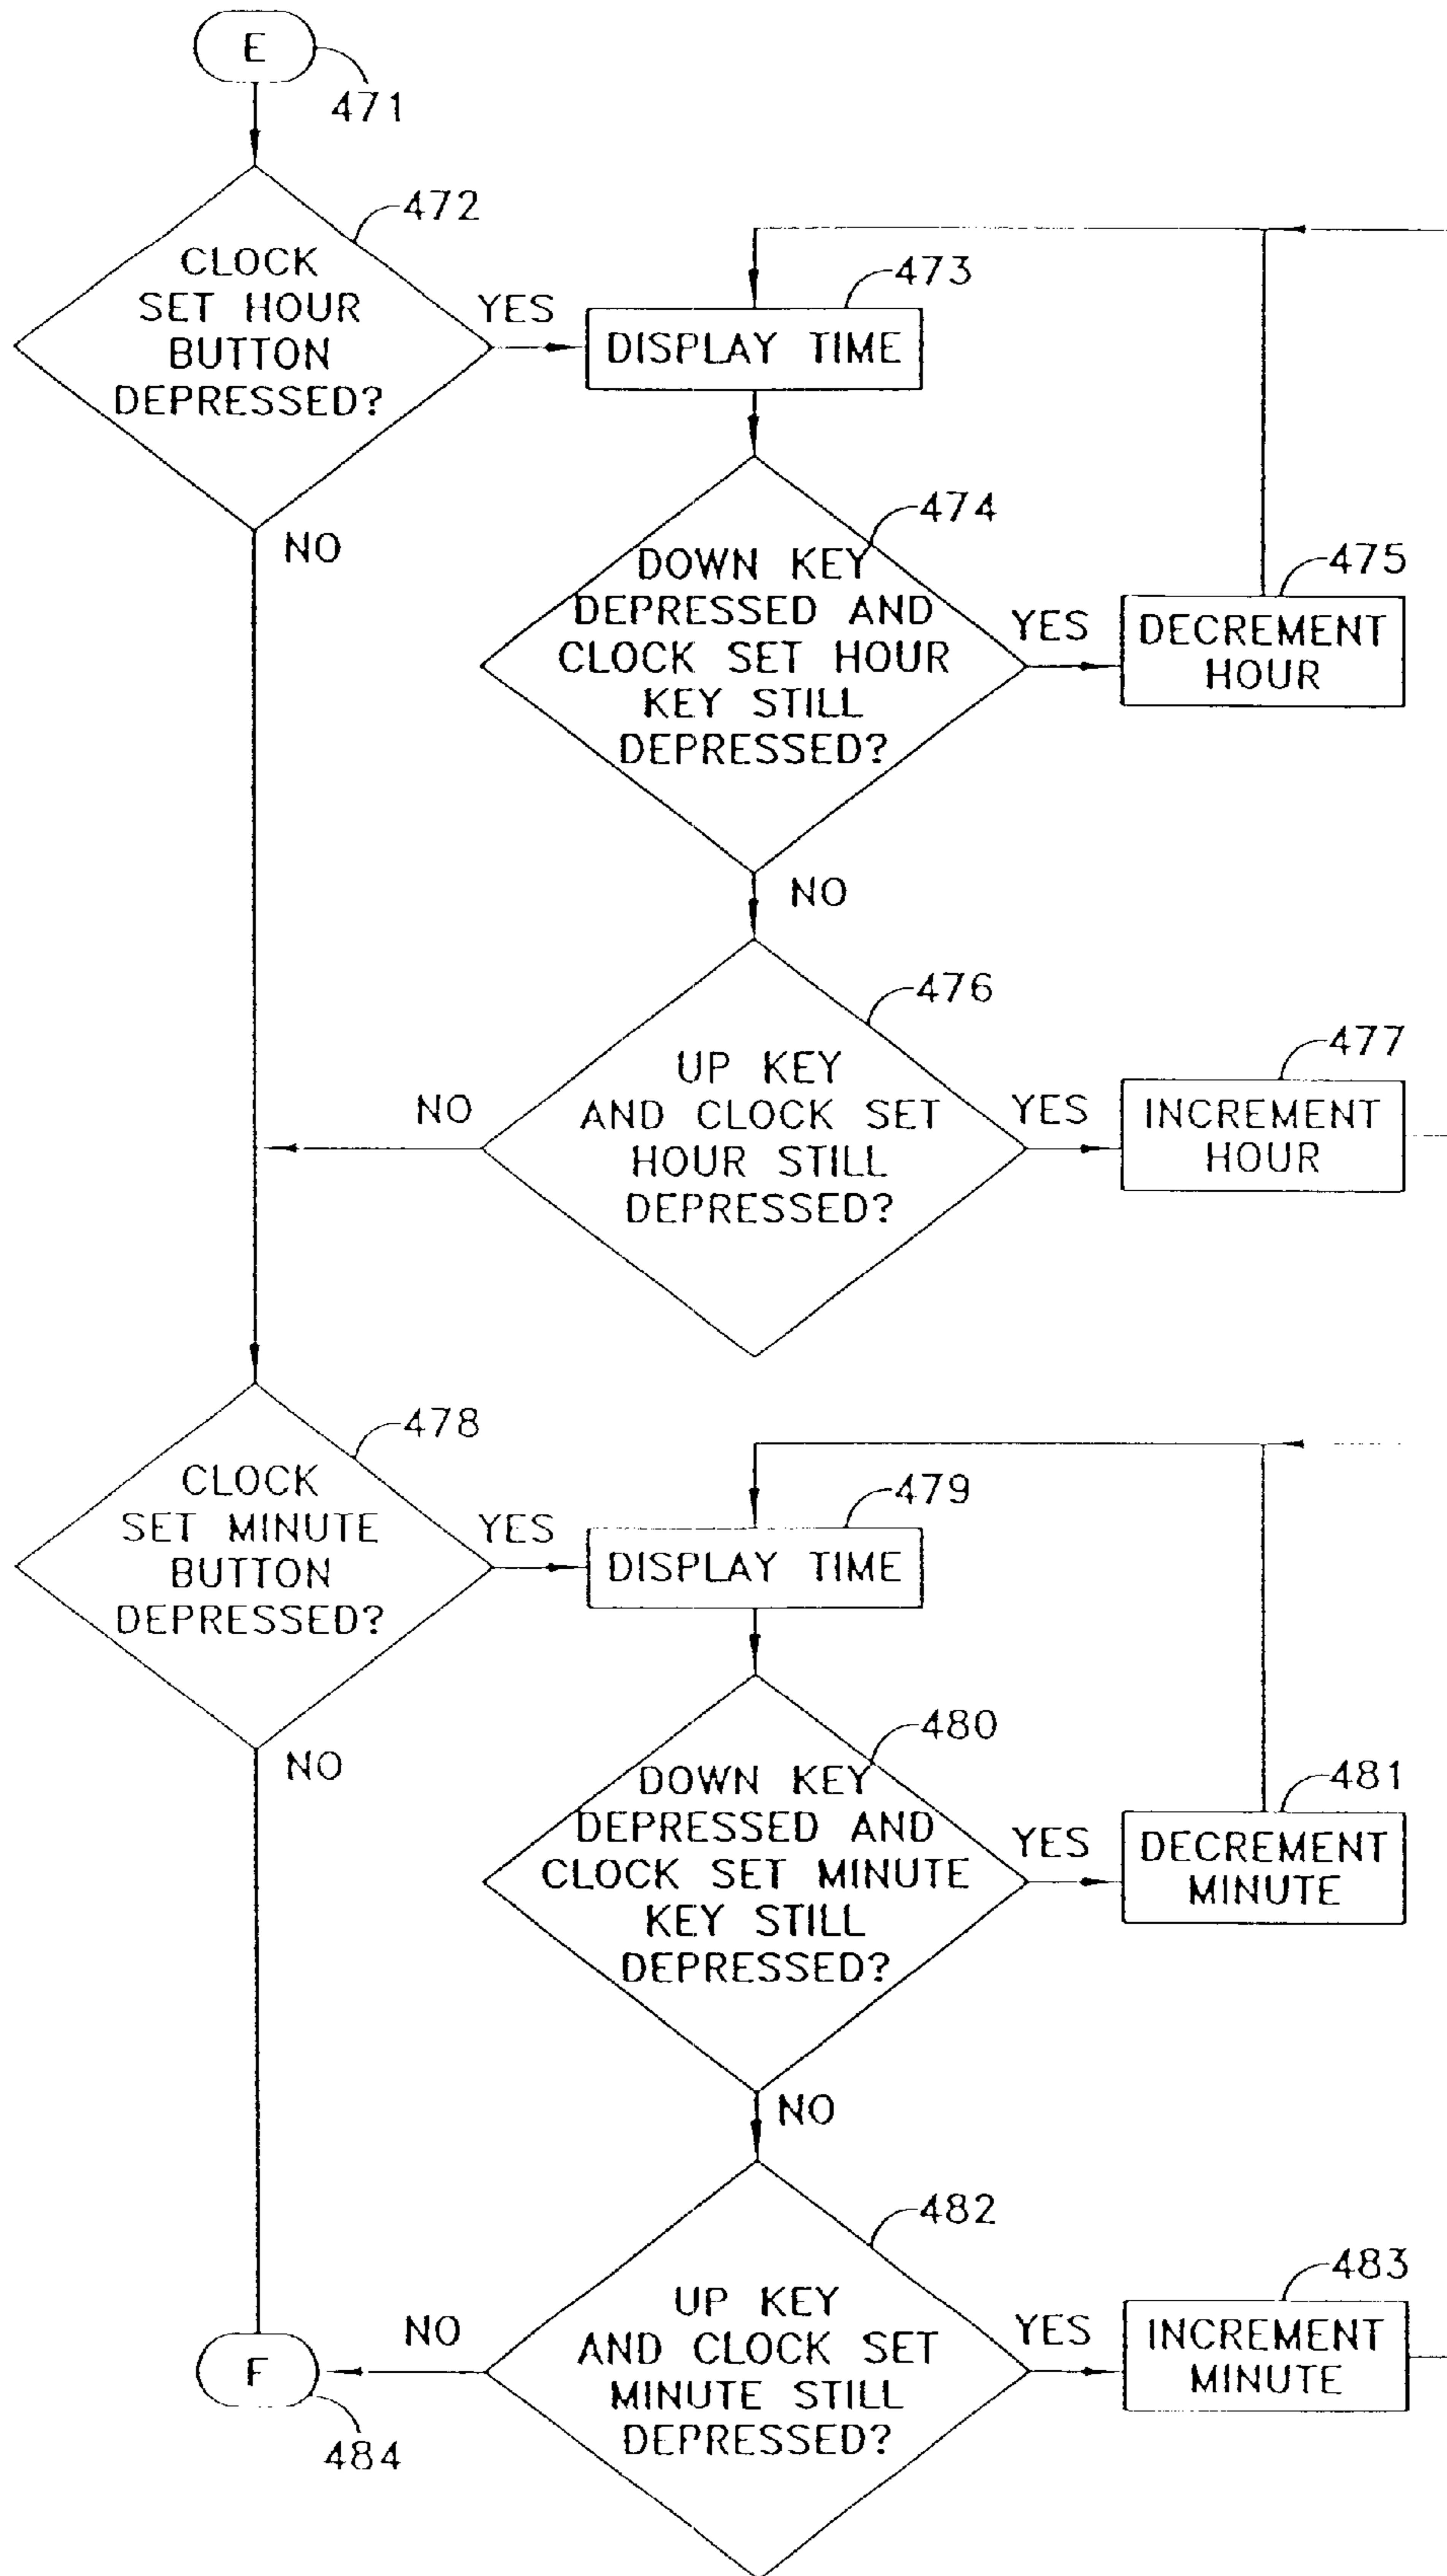 E
471
472
CLOCK
SET HOUR
BUTTON
DEPRESSED?
YES
NO
473
DISPLAY TIME
474
DOWN KEY
DEPRESSED AND
CLOCK SET HOUR
KEY STILL
DEPRESSED?
YES
NO
475
DECREMENT
HOUR
476
UP KEY
AND CLOCK SET
HOUR STILL
DEPRESSED?
NO
YES
477
INCREMENT
HOUR
478
CLOCK
SET MINUTE
BUTTON
DEPRESSED?
YES
NO
479
DISPLAY TIME
480
DOWN KEY
DEPRESSED AND
CLOCK SET MINUTE
KEY STILL
DEPRESSED?
YES
NO
481
DECREMENT
MINUTE
482
UP KEY
AND CLOCK SET
MINUTE STILL
DEPRESSED?
NO
YES
483
INCREMENT
MINUTE
F
484